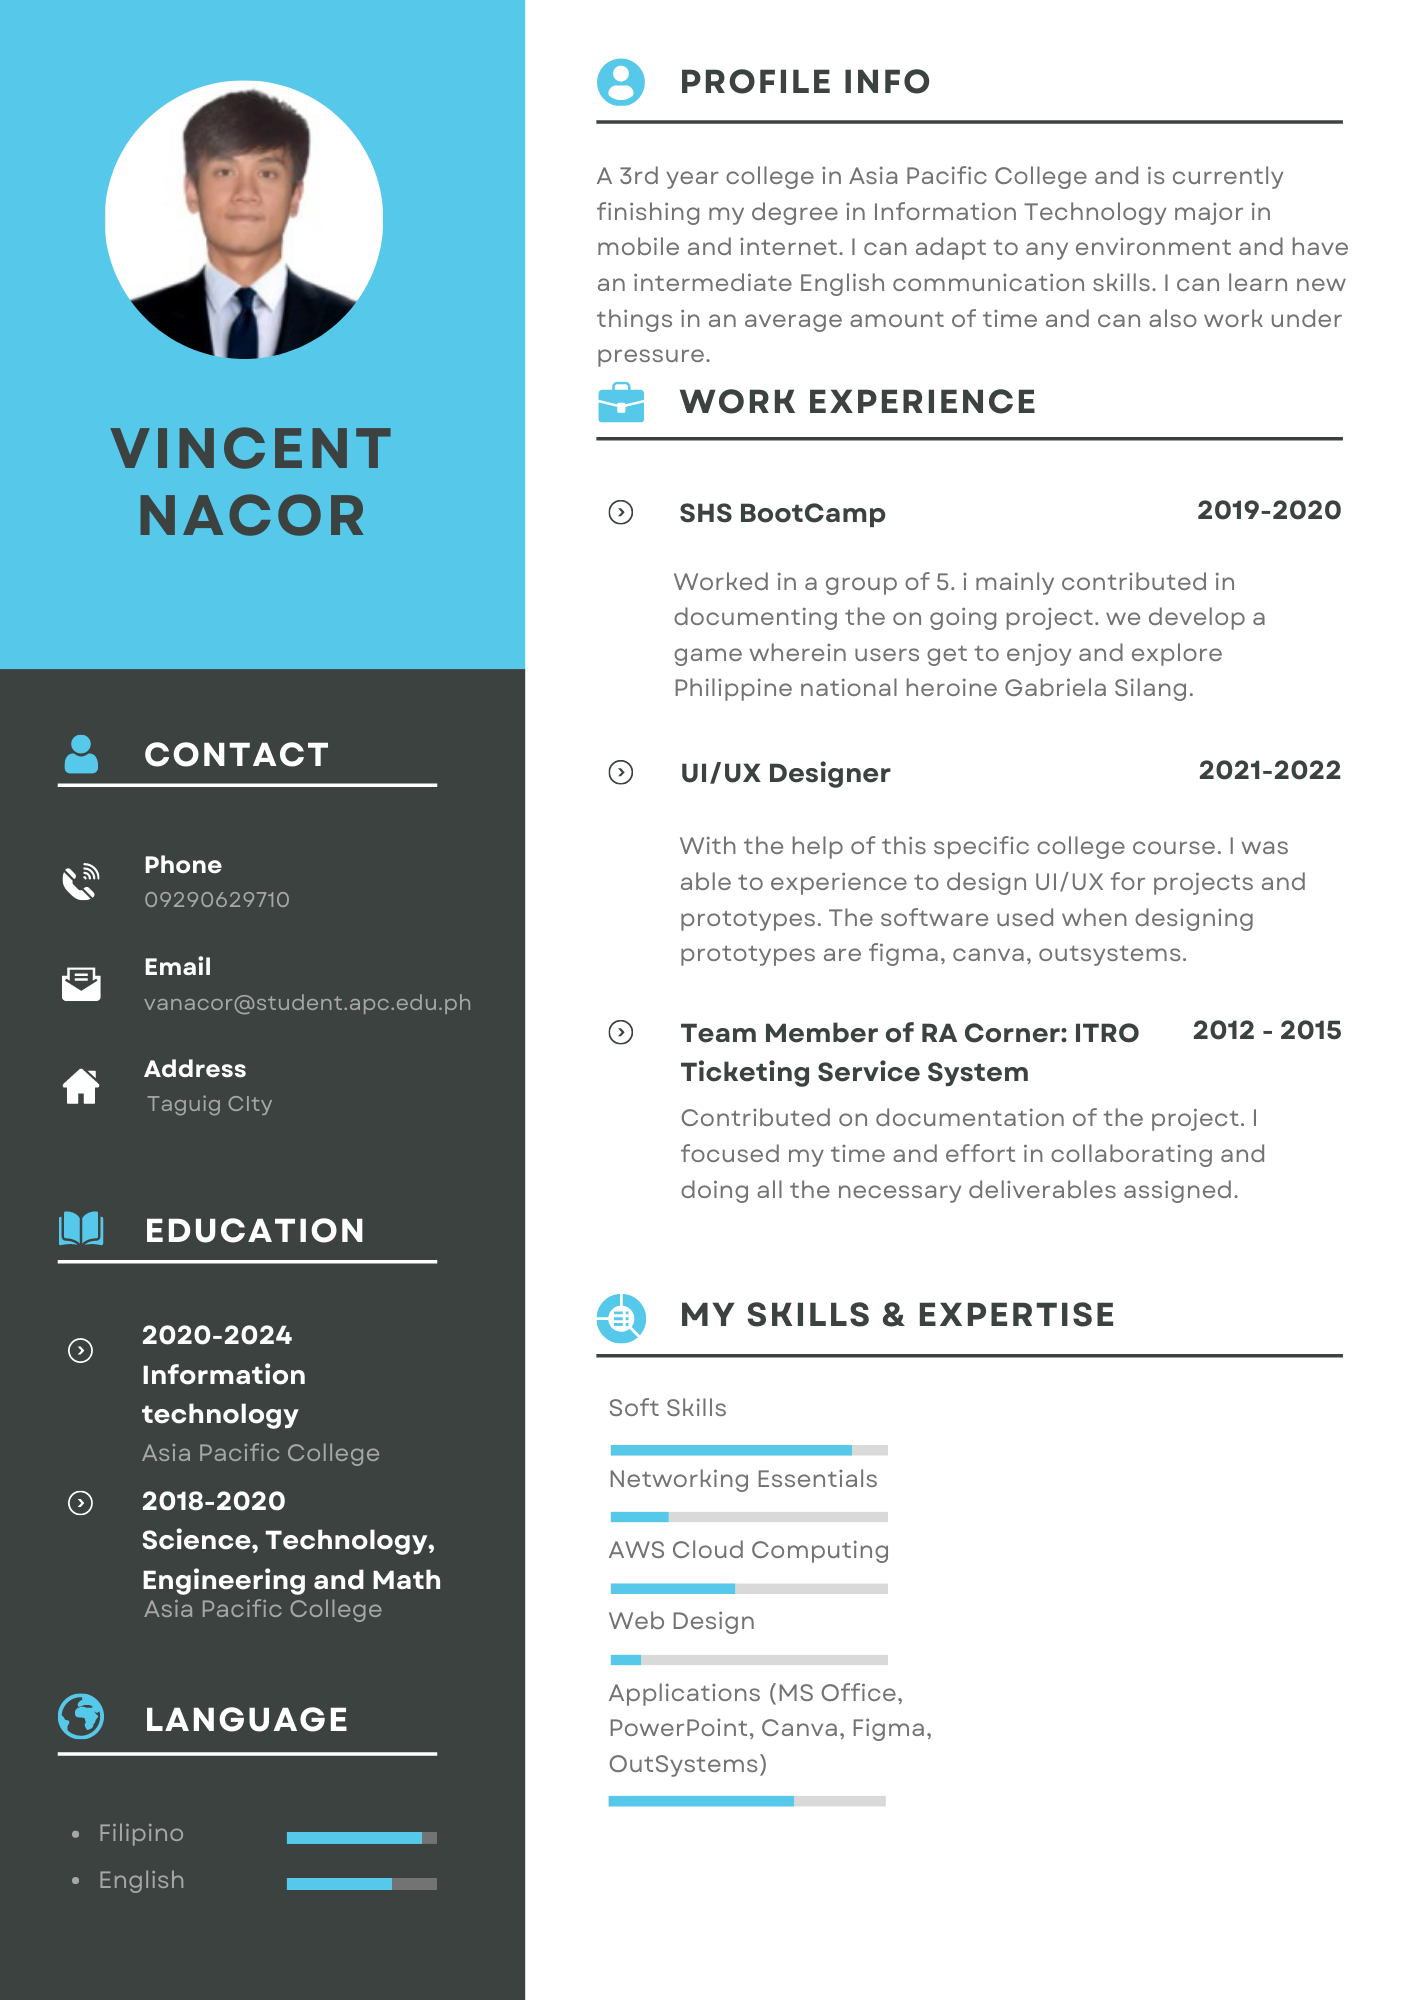 VINCENT
NACOR
CONTACT
Phone
09290629710
Email
vanacor@student.apc.edu.ph
Address
Taguig CIty
EDUCATION
2020-2024
Information
technology
Asia Pacific College
2018-2020
Science, Technology,
Engineering and Math
Asia Pacific College
LANGUAGE
• Filipino
• English
PROFILE INFO
A 3rd year college in Asia Pacific College and is currently
finishing my degree in Information Technology major in
mobile and internet. I can adapt to any environment and have
an intermediate English communication skills. I can learn new
things in an average amount of time and can also work under
pressure.
WORK EXPERIENCE
SHS BootCamp 2019-2020
Worked in a group of 5. i mainly contributed in
documenting the on going project. we develop a
game wherein users get to enjoy and explore
Philippine national heroine Gabriela Silang.
UI/UX Designer 2021-2022
With the help of this specific college course. I was
able to experience to design UI/UX for projects and
prototypes. The software used when designing
prototypes are figma, canva, outsystems.
Team Member of RA Corner: ITRO 2012 - 2015
Ticketing Service System
Contributed on documentation of the project. I
focused my time and effort in collaborating and
doing all the necessary deliverables assigned.
MY SKILLS & EXPERTISE
Soft Skills
Networking Essentials
AWS Cloud Computing
Web Design
Applications (MS Office,
PowerPoint, Canva, Figma,
OutSystems)